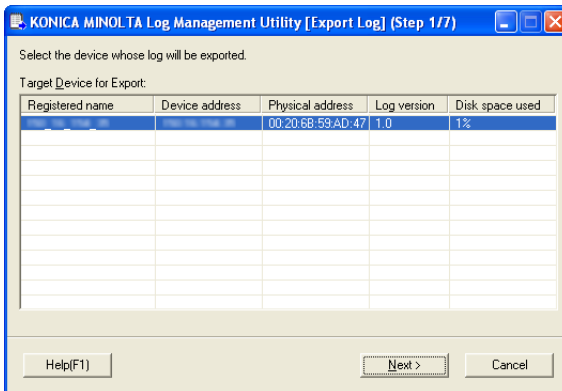 KONICA MINOLTA Log Management Utility [Export Log] (Step 1/7)
Select the device whose log will be exported.
Target Device for Export:
Registered name Device address Physical address Log version Disk space used
00:20:6B:59:AD:47 1.0 1%
Help(F1) Next > Cancel